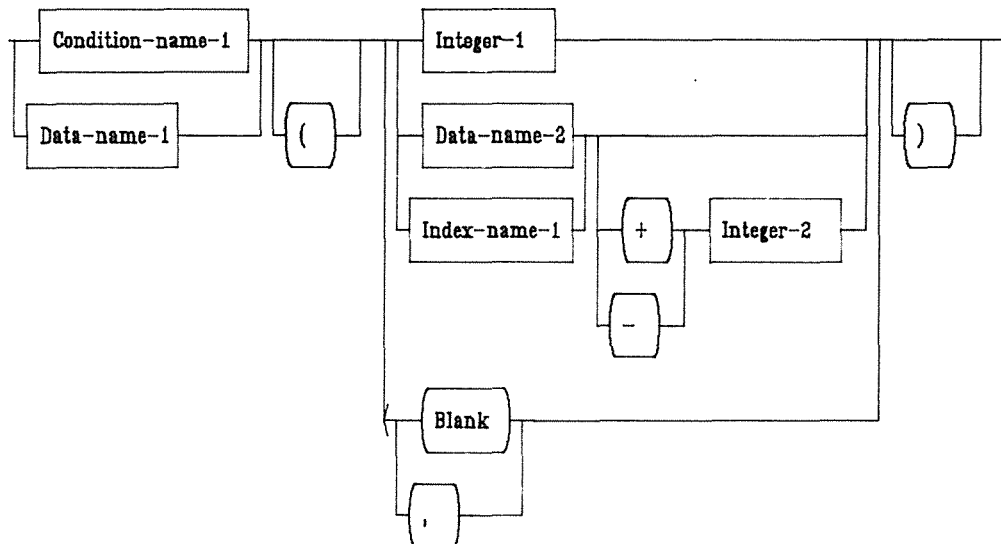 Condition-name-1
Integer-1
Data-name-1
(
Data-name-2
)
Index-name-1
+
Integer-2
-
Blank
,